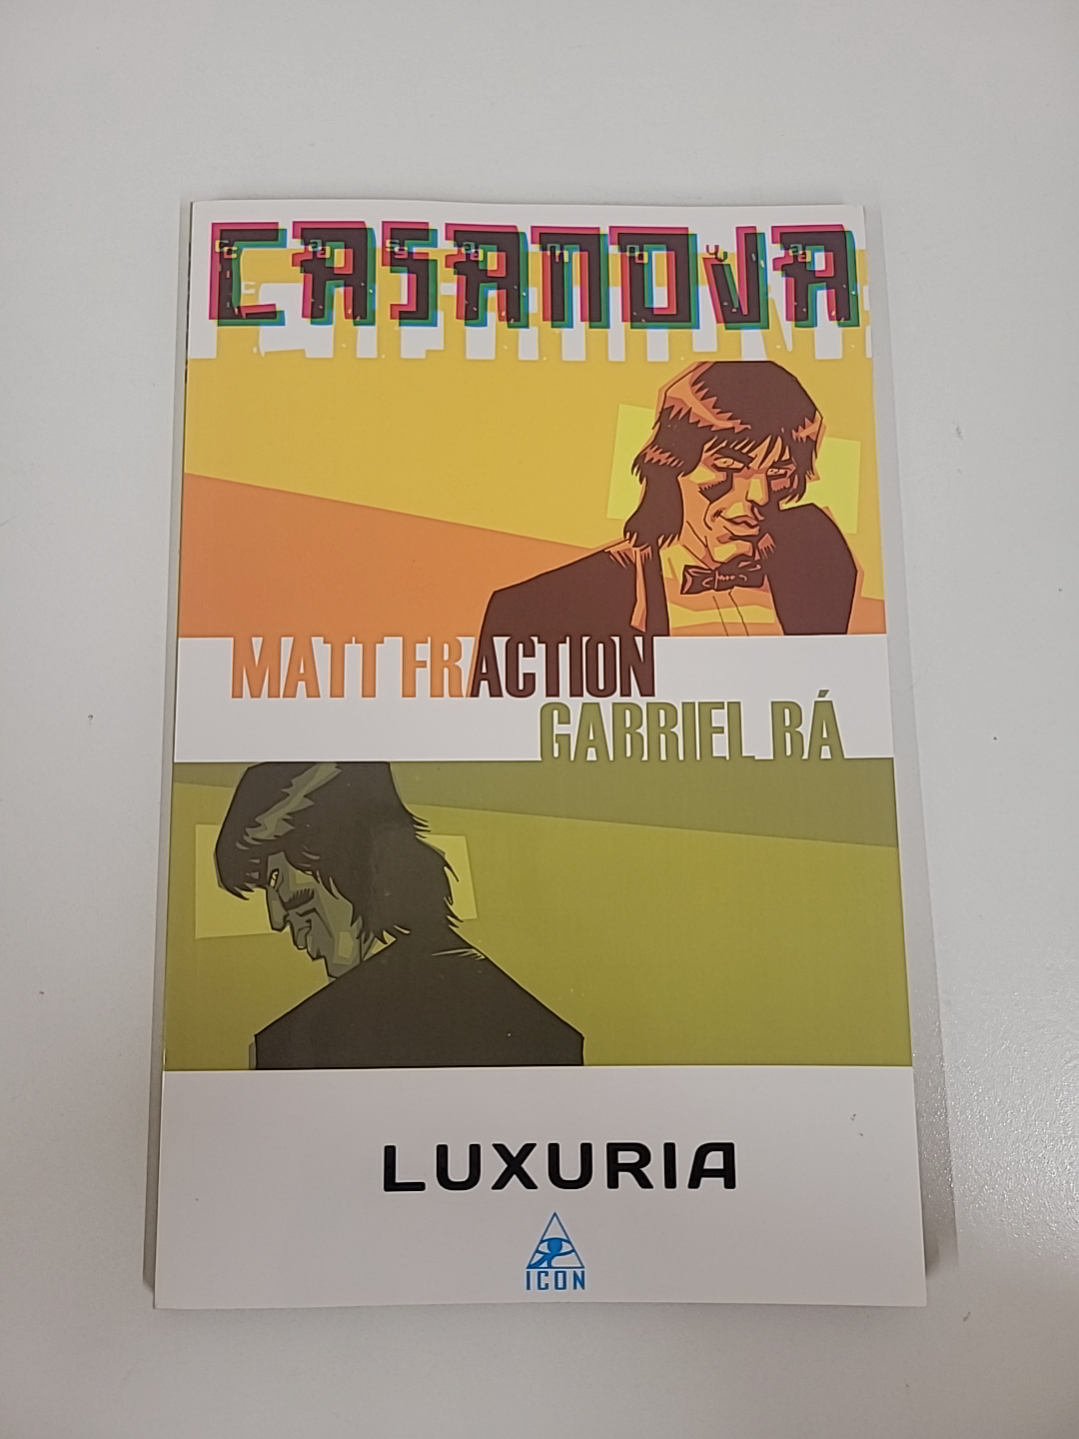 CASANOVA
MATT FRACTION
GABRIEL BÁ
LUXURIA
ICON